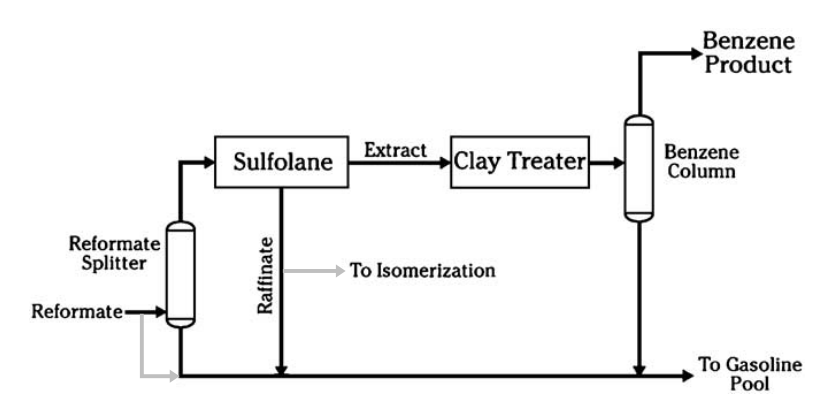 Benzene
Product
Sulfolane
Extract
Clay Treater
Benzene
Column
Reformate
Splitter
Raffinate
To Isomerization
Reformate
To Gasoline
Pool